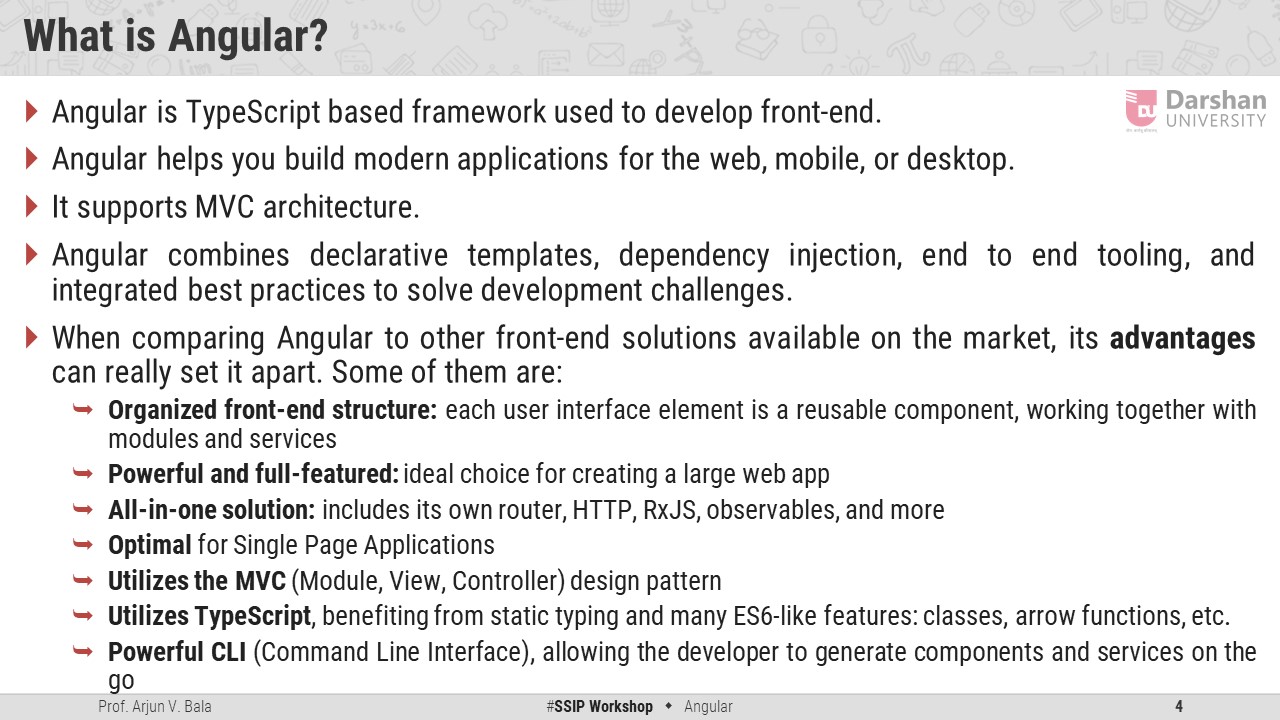 What is Angular?
Darshan
UNIVERSITY
Angular is TypeScript based framework used to develop front-end.
Angular helps you build modern applications for the web, mobile, or desktop.
It supports MVC architecture.
Angular combines declarative templates, dependency injection, end to end tooling, and
integrated best practices to solve development challenges.
When comparing Angular to other front-end solutions available on the market, its advantages
can really set it apart. Some of them are:
Organized front-end structure: each user interface element is a reusable component, working together with
modules and services
Powerful and full-featured: ideal choice for creating a large web app
All-in-one solution: includes its own router, HTTP, RxJS, observables, and more
Optimal for Single Page Applications
Utilizes the MVC (Module, View, Controller) design pattern
Utilizes TypeScript, benefiting from static typing and many ES6-like features: classes, arrow functions, etc.
Powerful CLI (Command Line Interface), allowing the developer to generate components and services on the
go
Prof. Arjun V. Bala
#SSIP Workshop ◆ Angular
4